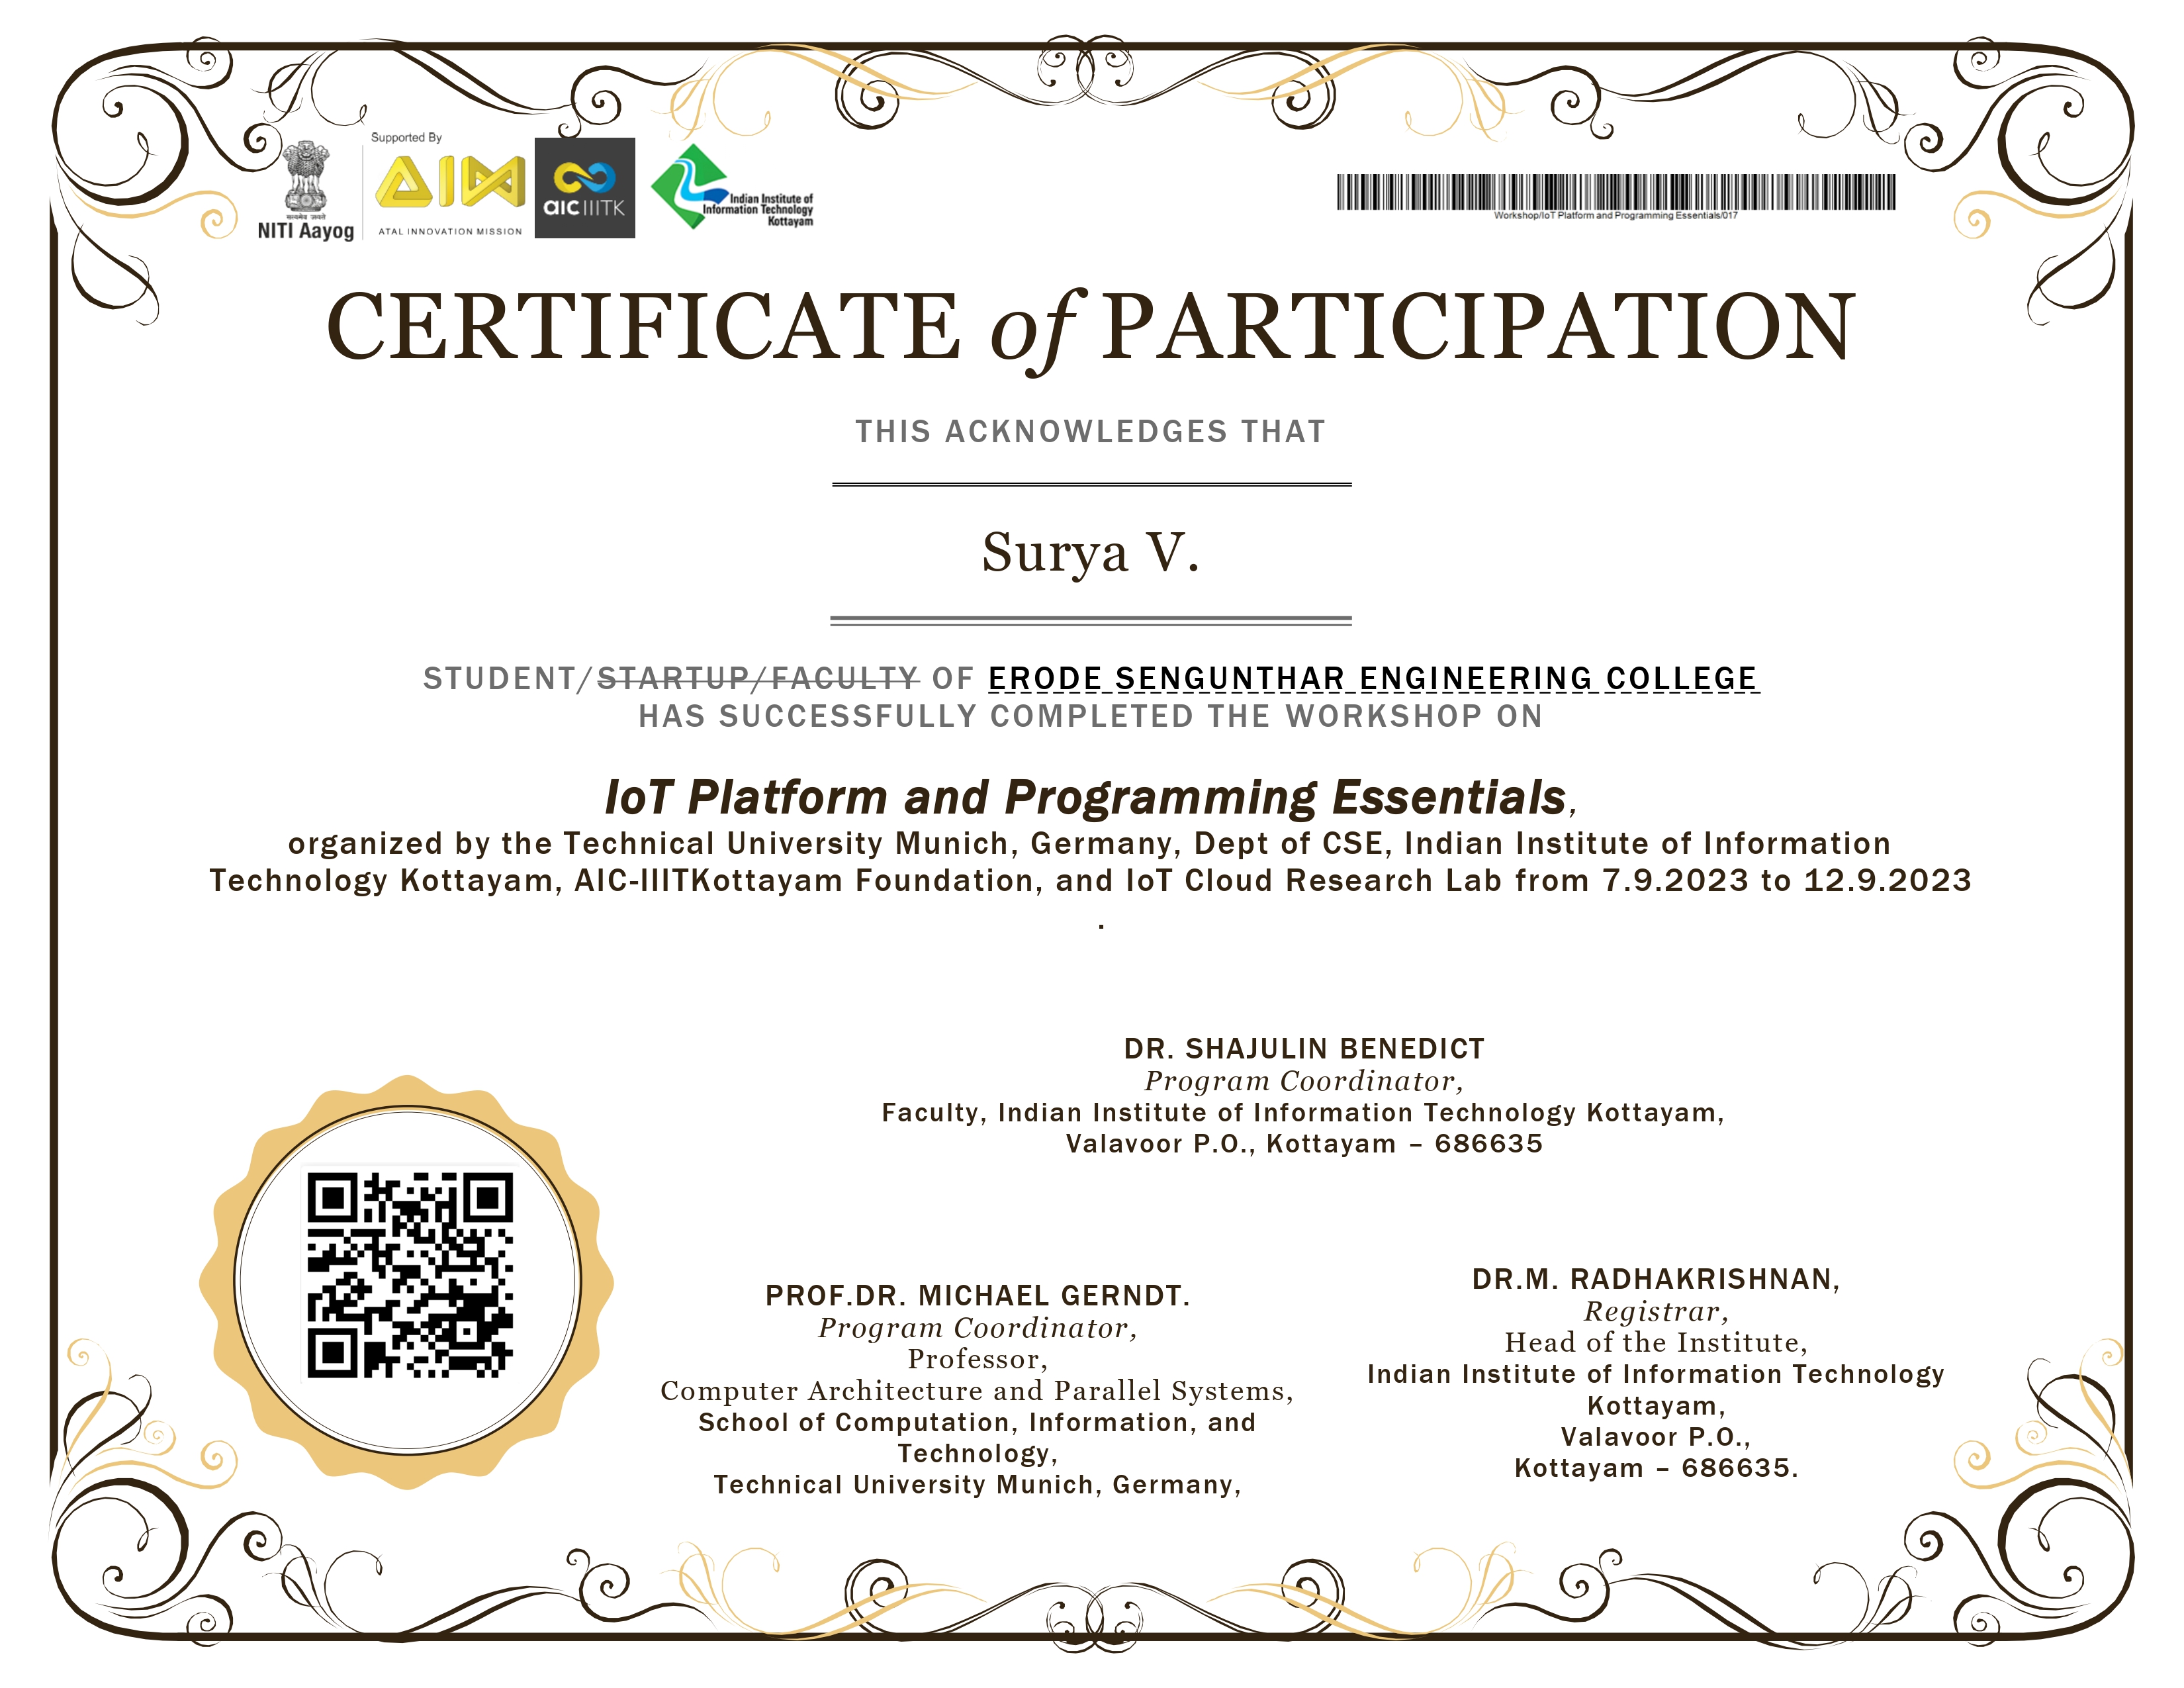 Supported By
सत्यमेव जयते
NITI Aayog
ATAL INNOVATION MISSION
AIM
aic IIITK
Indian Institute of
Information Technology
Kottayam
Workshop/IoT Platform and Programming Essentials/017
CERTIFICATE of PARTICIPATION
THIS ACKNOWLEDGES THAT
Surya V.
STUDENT/STARTUP/FACULTY OF ERODE SENGUNTHAR ENGINEERING COLLEGE
HAS SUCCESSFULLY COMPLETED THE WORKSHOP ON
IoT Platform and Programming Essentials,
organized by the Technical University Munich, Germany, Dept of CSE, Indian Institute of Information
Technology Kottayam, AIC-IIITKottayam Foundation, and IoT Cloud Research Lab from 7.9.2023 to 12.9.2023
.
DR. SHAJULIN BENEDICT
Program Coordinator,
Faculty, Indian Institute of Information Technology Kottayam,
Valavoor P.O., Kottayam – 686635
PROF.DR. MICHAEL GERNDT.
Program Coordinator,
Professor,
Computer Architecture and Parallel Systems,
School of Computation, Information, and
Technology,
Technical University Munich, Germany,
DR.M. RADHAKRISHNAN,
Registrar,
Head of the Institute,
Indian Institute of Information Technology
Kottayam,
Valavoor P.O.,
Kottayam – 686635.